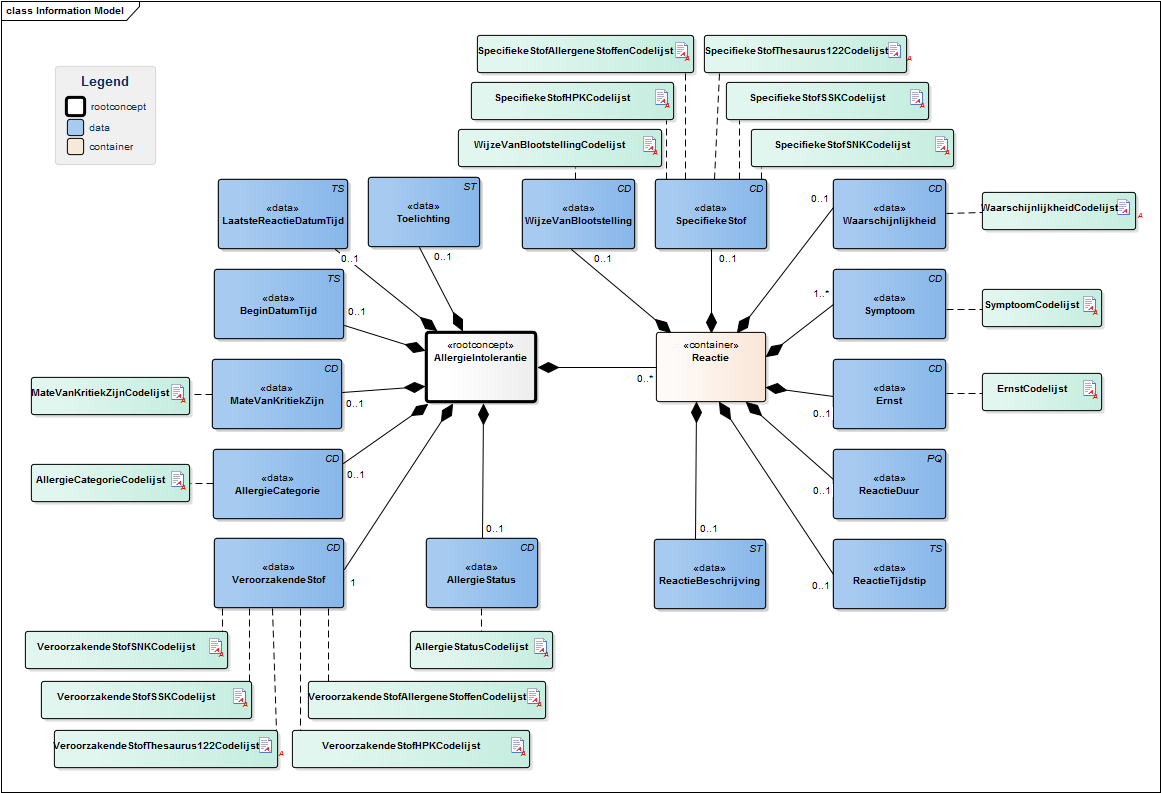 class Information Model
Legend
rootconcept
data
container
SpecifiekeStofAllergeneStoffenCodelijst
SpecifiekeStofThesaurus122Codelijst
SpecifiekeStofHPKCodelijst
SpecifiekeStofSSKCodelijst
WijzeVanBlootstellingCodelijst
SpecifiekeStofSNKCodelijst
TS
«data»
LaatsteReactieDatumTijd
ST
«data»
Toelichting
CD
«data»
WijzeVanBlootstelling
CD
«data»
SpecifiekeStof
CD
«data»
Waarschijnlijkheid
WaarschijnlijkheidCodelijst
0..1
0..1
0..1
0..1
0..1
TS
«data»
BeginDatumTijd
0..1
CD
«data»
Symptoom
1..*
SymptoomCodelijst
«rootconcept»
AllergieIntolerantie
«container»
Reactie
0..*
MateVanKritiekZijnCodelijst
CD
«data»
MateVanKritiekZijn
0..1
CD
«data»
Ernst
0..1
ErnstCodelijst
AllergieCategorieCodelijst
CD
«data»
AllergieCategorie
0..1
PQ
«data»
ReactieDuur
0..1
CD
«data»
VeroorzakendeStof
1
CD
«data»
AllergieStatus
0..1
ST
«data»
ReactieBeschrijving
0..1
TS
«data»
ReactieTijdstip
0..1
VeroorzakendeStofSNKCodelijst
AllergieStatusCodelijst
VeroorzakendeStofSSKCodelijst
VeroorzakendeStofAllergeneStoffenCodelijst
VeroorzakendeStofThesaurus122Codelijst
VeroorzakendeStofHPKCodelijst